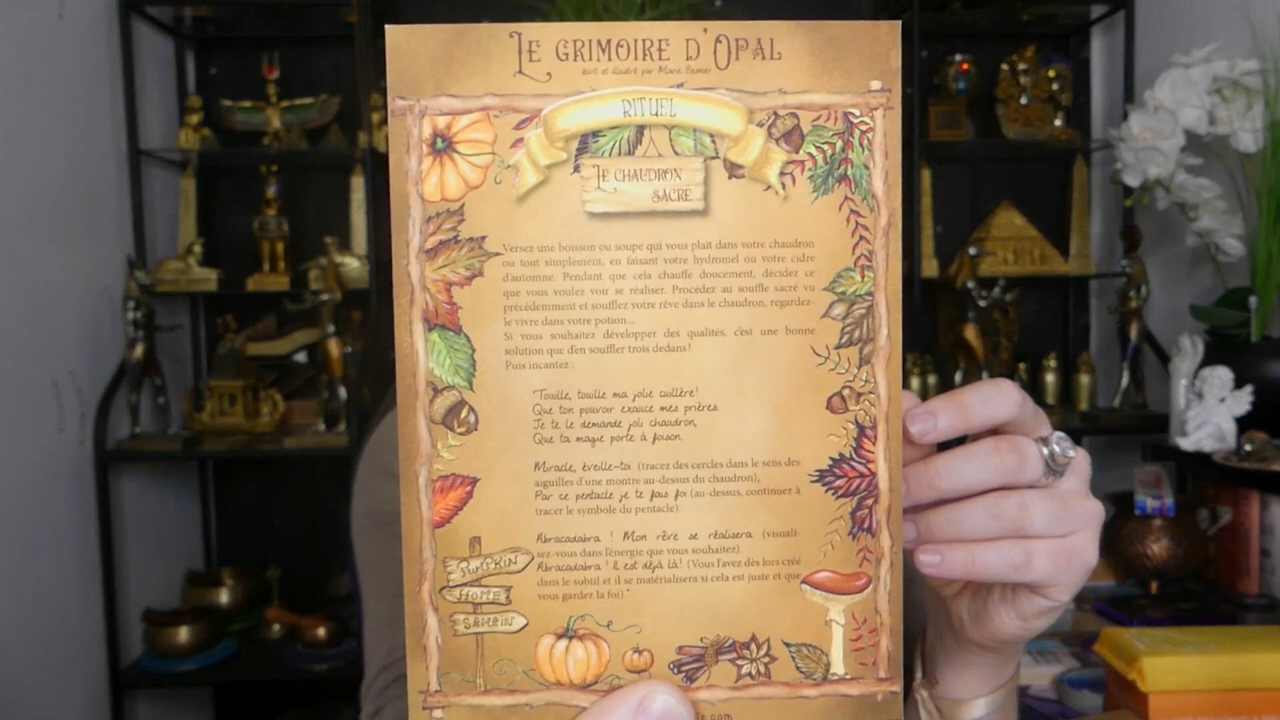 LE GRIMOIRE D'OPAL
écrit et illustré par Marie
RITUEL
LE CHAUDRON
SACRÉ
Versez une boisson ou soupe qui vous plait dans votre chaudron
ou tout simplement, en faisant votre hydromel ou votre cidre
d'automne. Pendant que cela chauffe doucement, décidez ce
que vous voulez voir se réaliser. Procédez au souffle sacré vu
précédemment et soufflez votre rêve dans le chaudron, regardez-
le vivre dans votre potion...
Si vous souhaitez développer des qualités, c'est une bonne
solution que d'en souffler trois dedans!
Puis incantez :
"Touille, touille ma jolie cuillère!
Que ton pouvoir exauce mes prières.
Je te le demande joli chaudron,
Que ta magie porte à foison.
Miracle, éveille-toi (tracez des cercles dans le sens des
aiguilles d'une montre au-dessus du chaudron),
Par ce pentacle je te fais foi (au-dessus, continuez à
tracer le symbole du pentacle).
Abracadabra ! Mon rêve se réalisera (visuali-
sez-vous dans l'énergie que vous souhaitez).
Abracadabra ! Il est déjà là! (Vous l'avez dès lors créé
dans le subtil et il se matérialisera si cela est juste et que
vous gardez la foi)."
PUMPKIN
HOME
SAMAIN